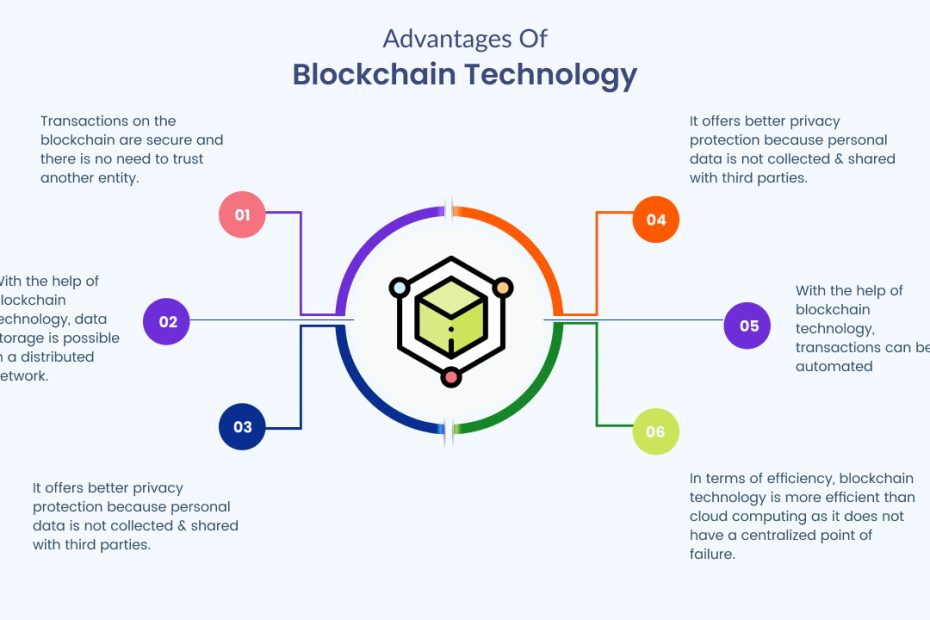 Advantages Of
Blockchain Technology
Transactions on the
blockchain are secure and
there is no need to trust
another entity.
01
ith the help of
lockchain
echnology, data
torage is possible
n a distributed
etwork.
02
03
It offers better privacy
protection because personal
data is not collected & shared
with third parties.
It offers better privacy
protection because personal
data is not collected & shared
with third parties.
04
05
With the help of
blockchain
technology,
transactions can be
automated
06
In terms of efficiency, blockchain
technology is more efficient than
cloud computing as it does not
have a centralized point of
failure.